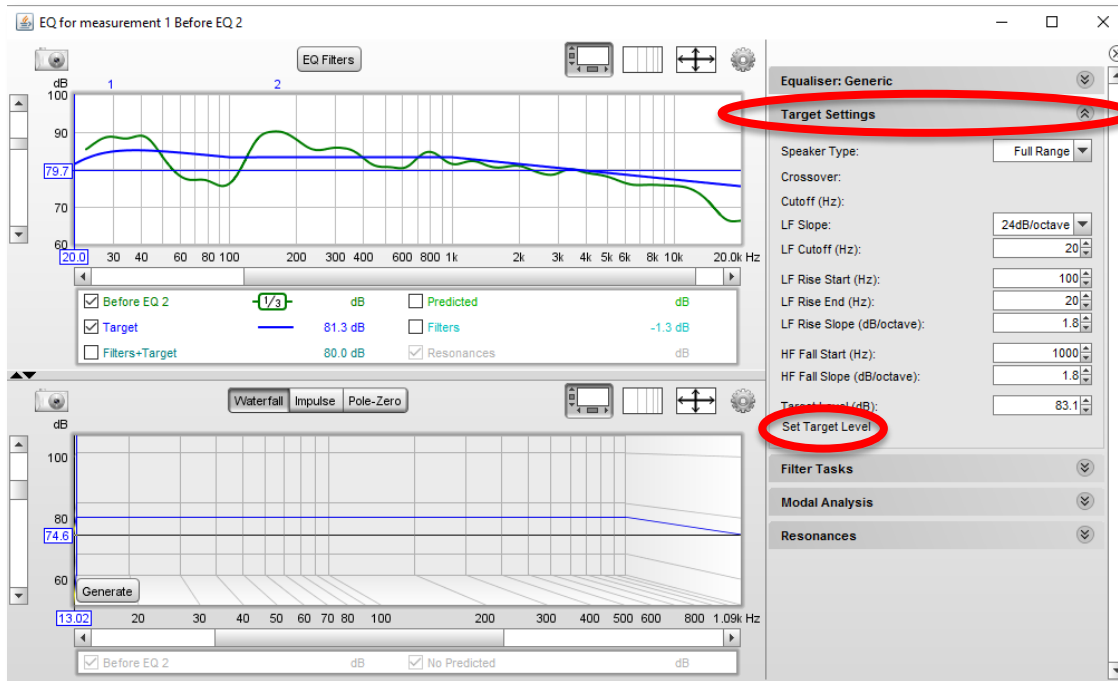 EQ for measurement 1 Before EQ 2
EQ Filters
dB
1 2
100
90
79.7
70
60
20.0 30 40 60 80 100 200 300 400 600 800 1k 2k 3k 4k 5k 6k 8k 10k 20.0k Hz
Before EQ 2 1/3 dB Predicted dB
Target 81.3 dB Filters -1.3 dB
Filters+Target 80.0 dB Resonances dB
Waterfall Impulse Pole-Zero
dB
100
80
74.6
60
Generate
13.02 20 30 40 50 60 70 80 100 200 300 400 500 600 800 1.09k Hz
Before EQ 2 dB No Predicted dB
Equaliser: Generic
Target Settings
Speaker Type: Full Range
Crossover:
Cutoff (Hz):
LF Slope: 24dB/octave
LF Cutoff (Hz): 20
LF Rise Start (Hz): 100
LF Rise End (Hz): 20
LF Rise Slope (dB/octave): 1.8
HF Fall Start (Hz): 1000
HF Fall Slope (dB/octave): 1.8
Target Level (dB): 83.1
Set Target Level
Filter Tasks
Modal Analysis
Resonances